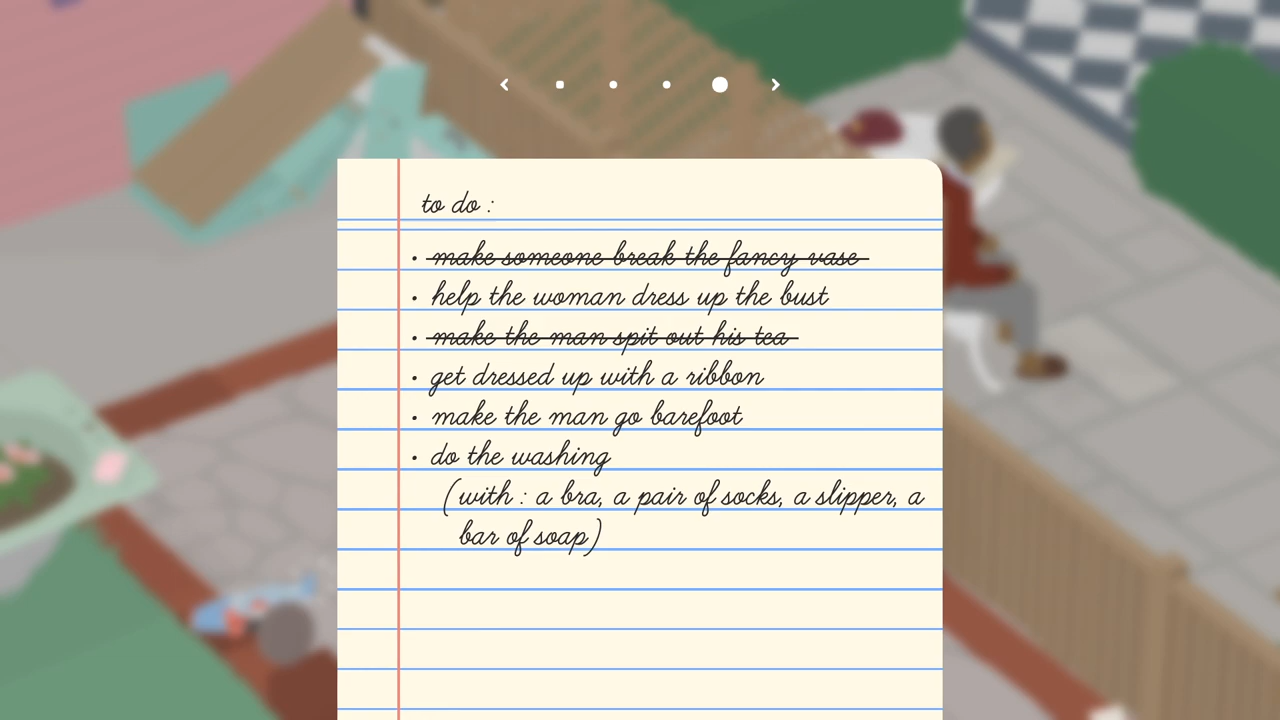 to do :
• make someone break the fancy vase
• help the woman dress up the bust
• make the man spit out his tea
• get dressed up with a ribbon
• make the man go barefoot
• do the washing
(with : a bra, a pair of socks, a slipper, a
bar of soap)